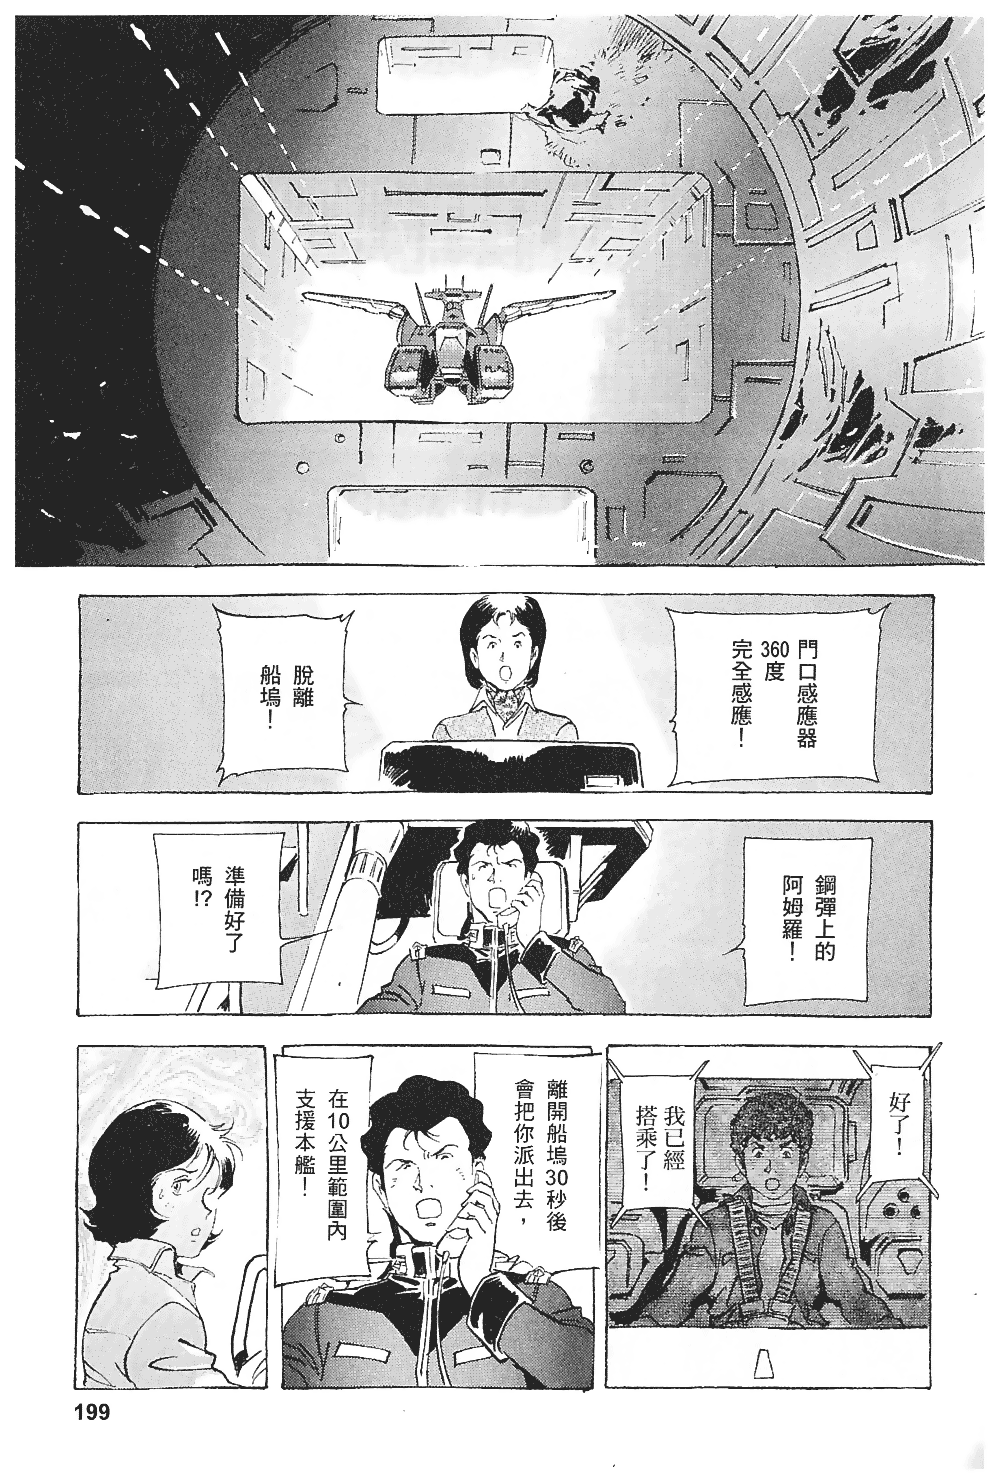 門口感應器
360度
完全感應！
脫離
船塢！
鋼彈上的
阿姆羅！
準備好了
嗎!?
好了！
我已經
搭乘了！
離開船塢30秒後
會把你派出去，
在10公里範圍內
支援本艦！
199